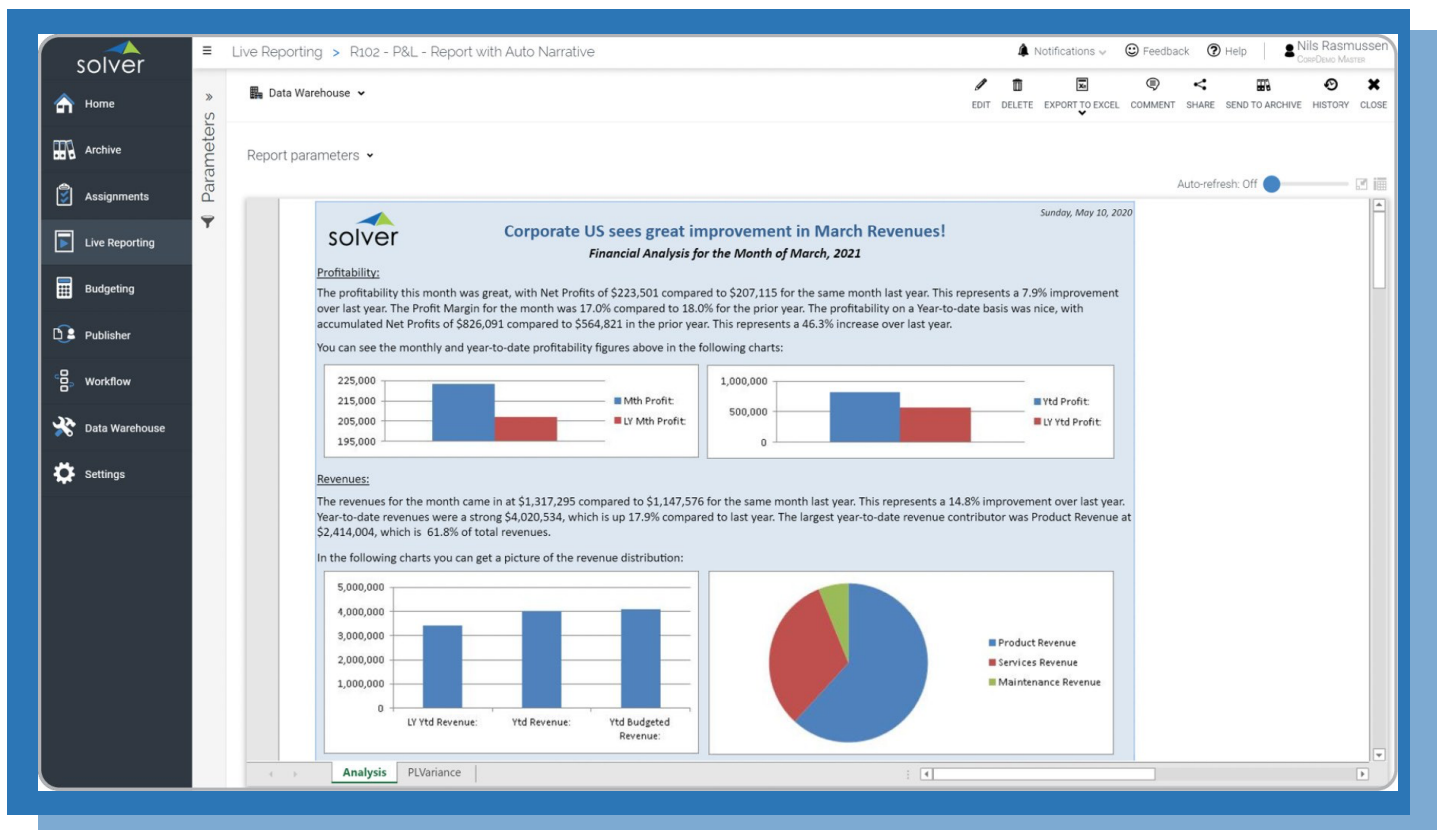 solver
Home
Archive
Assignments
Live Reporting
Budgeting
Publisher
Workflow
Data Warehouse
Settings
Live Reporting > R102 - P&L - Report with Auto Narrative
Notifications
Feedback
Help
Nils Rasmussen
CorpDemo Master
Parameters
Data Warehouse
EDIT
DELETE
EXPORT TO EXCEL
COMMENT
SHARE
SEND TO ARCHIVE
HISTORY
CLOSE
Report parameters
Auto-refresh: Off
Sunday, May 10, 2020
solver
Corporate US sees great improvement in March Revenues!
Financial Analysis for the Month of March, 2021
Profitability:
The profitability this month was great, with Net Profits of $223,501 compared to $207,115 for the same month last year. This represents a 7.9% improvement
over last year. The Profit Margin for the month was 17.0% compared to 18.0% for the prior year. The profitability on a Year-to-date basis was nice, with
accumulated Net Profits of $826,091 compared to $564,821 in the prior year. This represents a 46.3% increase over last year.
You can see the monthly and year-to-date profitability figures above in the following charts:
225,000
215,000
205,000
195,000
Mth Profit:
LY Mth Profit:
1,000,000
500,000
0
Ytd Profit:
LY Ytd Profit:
Revenues:
The revenues for the month came in at $1,317,295 compared to $1,147,576 for the same month last year. This represents a 14.8% improvement over last year.
Year-to-date revenues were a strong $4,020,534, which is up 17.9% compared to last year. The largest year-to-date revenue contributor was Product Revenue at
$2,414,004, which is 61.8% of total revenues.
In the following charts you can get a picture of the revenue distribution:
5,000,000
4,000,000
3,000,000
2,000,000
1,000,000
0
LY Ytd Revenue:
Ytd Revenue:
Ytd Budgeted
Revenue:
Product Revenue
Services Revenue
Maintenance Revenue
Analysis
PLVariance